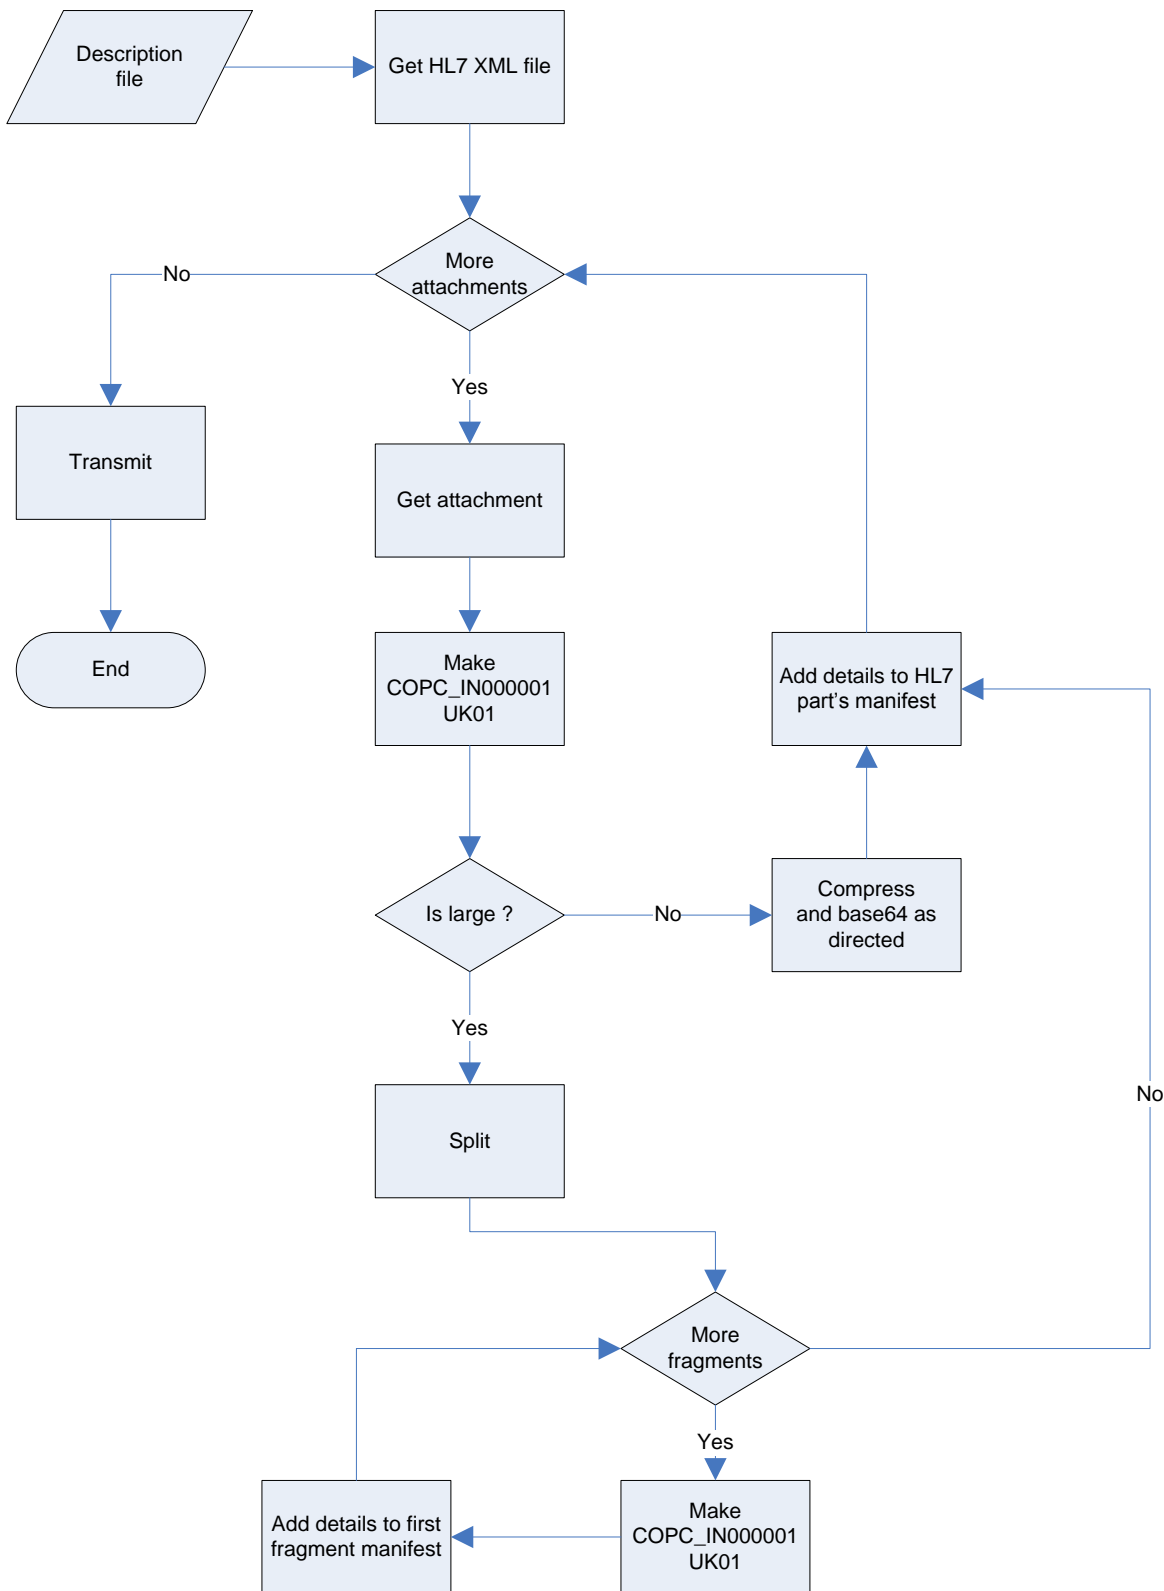 Description
file
Get HL7 XML file
More
attachments
No
Yes
Transmit
Get attachment
End
Make
COPC_IN000001
UK01
Add details to HL7
part's manifest
Is large ?
No
Compress
and base64 as
directed
Yes
Split
No
More
fragments
Yes
Add details to first
fragment manifest
Make
COPC_IN000001
UK01